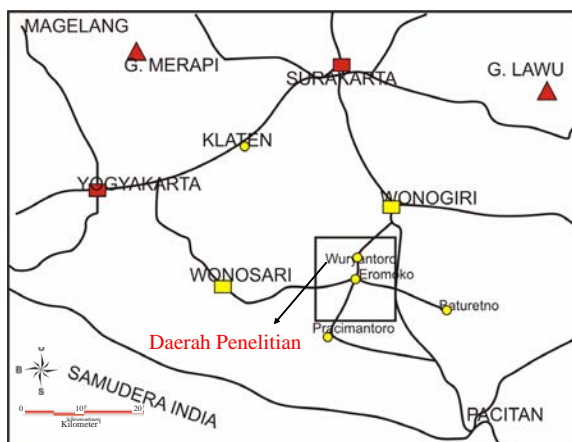 MAGELANG
G. MERAPI
SURAKARTA
G. LAWU
KLATEN
YOGYAKARTA
WONOGIRI
Wuryantoro
Eromoko
WONOSARI
Baturetno
Daerah Penelitian
Pracimantoro
B
S
SAMUDERA INDIA
PACITAN
0
10
20
Kilometer